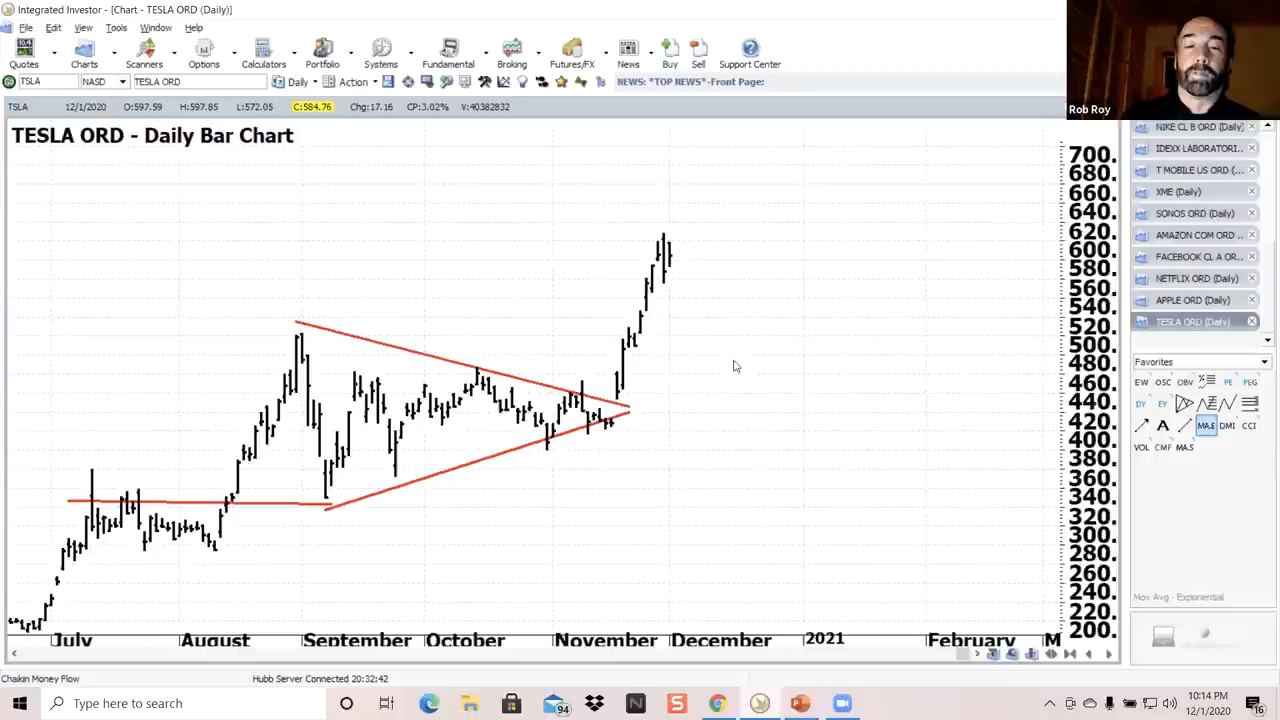 Integrated Investor - [Chart - TESLA ORD (Daily)]
File Edit View Tools Window Help
Quotes Charts Scanners Options Calculators Portfolio Systems Fundamental Broking Futures/FX News Buy Sell Support Center
TSLA NASD TESLA ORD Daily Action NEWS: *TOP NEWS*-Front Page:
TSLA 12/1/2020 O:597.59 H:597.85 L:572.05 C:584.76 Chg:17.16 CP:3.02% V:40382832
Rob Roy
TESLA ORD - Daily Bar Chart
700.
680.
660.
640.
620.
600.
580.
560.
540.
520.
500.
480.
460.
440.
420.
400.
380.
360.
340.
320.
300.
280.
260.
240.
220.
200.
July August September October November December 2021 February M
NIKE CL B ORD (Daily)
IDEXX LABORATORI...
T MOBILE US ORD (...
XME (Daily)
SONOS ORD (Daily)
AMAZON COM ORD ...
FACEBOOK CL A OR...
NETFLIX ORD (Daily)
APPLE ORD (Daily)
TESLA ORD (Daily)
Favorites
EW OSC OBV PE PEG
DY EY
A MA.E DMI CCI
VOL CMF MA.S
Mov Avg - Exponential
Chaikin Money Flow Hubb Server Connected 20:32:42
Type here to search
94
10:14 PM
12/1/2020
16